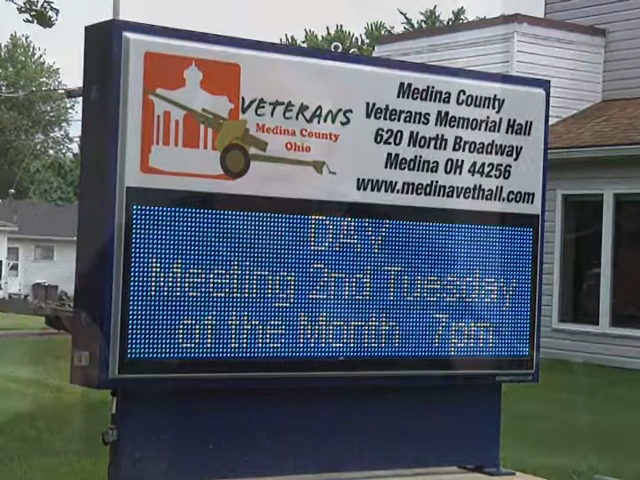 VETERANS
Medina County
Ohio
Medina County
Veterans Memorial Hall
620 North Broadway
Medina OH 44256
www.medinavethall.com
DAV
Meeting 2nd Tuesday
of the Month 7pm